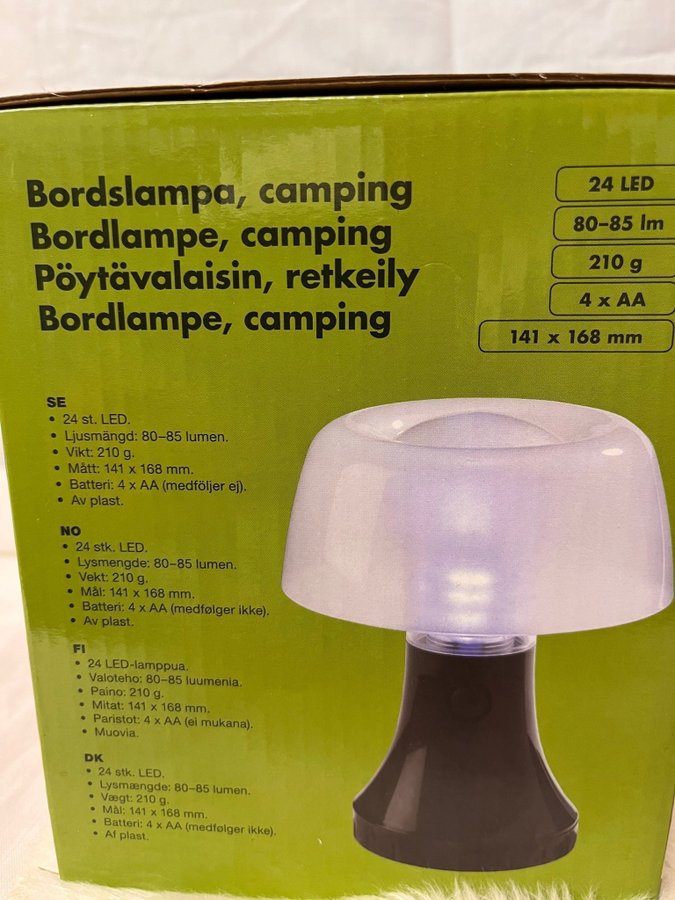 Bordslampa, camping
Bordlampe, camping
Pöytävalaisin, retkeily
Bordlampe, camping
24 LED
80–85 lm
210 g
4 x AA
141 x 168 mm
SE
• 24 st. LED.
• Ljusmängd: 80–85 lumen.
• Vikt: 210 g.
• Mått: 141 x 168 mm.
• Batteri: 4 x AA (medföljer ej).
• Av plast.
NO
• 24 stk. LED.
• Lysmengde: 80–85 lumen.
• Vekt: 210 g.
• Mål: 141 x 168 mm.
• Batteri: 4 x AA (medfølger ikke).
• Av plast.
FI
• 24 LED-lamppua.
• Valoteho: 80–85 luumenia.
• Paino: 210 g.
• Mitat: 141 x 168 mm.
• Paristot: 4 x AA (ei mukana).
• Muovia.
DK
• 24 stk. LED.
• Lysmængde: 80–85 lumen.
• Vægt: 210 g.
• Mål: 141 x 168 mm.
• Batteri: 4 x AA (medfølger ikke).
• Af plast.